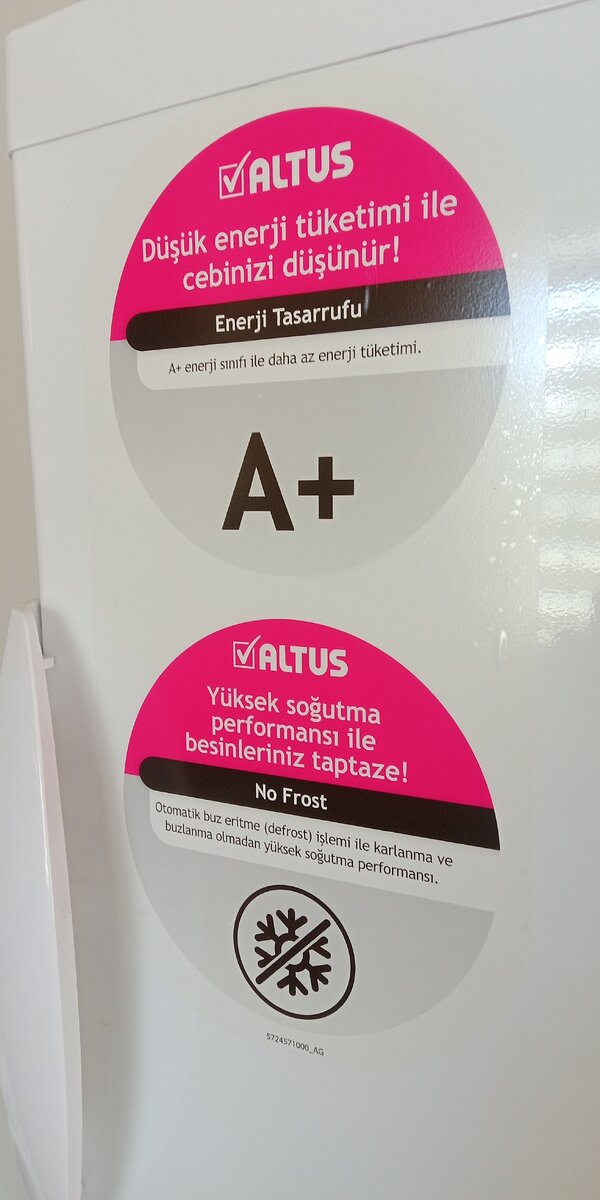 ALTUS
Düşük enerji tüketimi ile
cebinizi düşünür!
Enerji Tasarrufu
A+ enerji sınıfı ile daha az enerji tüketimi.
A+
ALTUS
Yüksek soğutma
performansı ile
besinleriniz taptaze!
No Frost
Otomatik buz eritme (defrost) işlemi ile karlanma ve
buzlanma olmadan yüksek soğutma performansı.
5724571000_AG